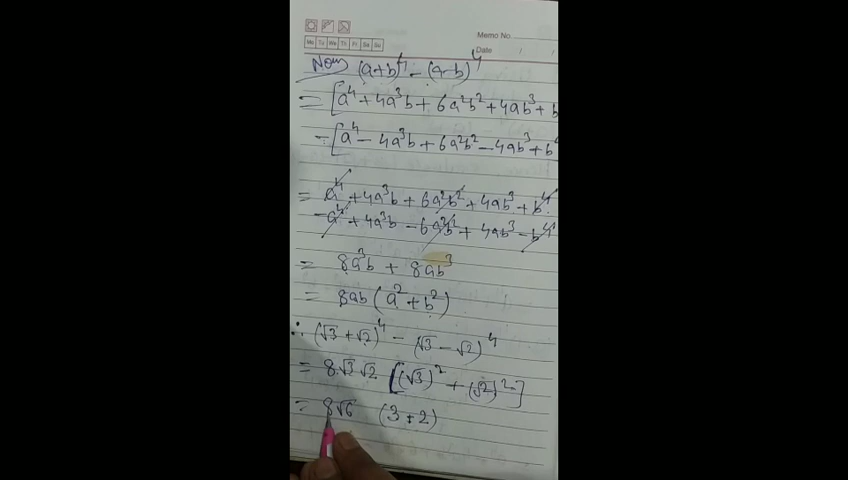 Memo No
Mo Tu We Th Fr Sa Su
Date / /
Now (a+b)⁴ - (a-b)⁴
= [a⁴ + 4a³b + 6a²b² + 4ab³ + b
- [a⁴ - 4a³b + 6a²b² - 4ab³ + b⁴
= a⁴ + 4a³b + 6a²b² + 4ab³ + b⁴
- a⁴ + 4a³b - 6a²b² + 4ab³ - b⁴
= 8a³b + 8ab³
= 8ab (a² + b²)
∴ (√3 + √2)⁴ - (√3 - √2)⁴
= 8√3 √2 [(√3)² + (√2)²]
= 8√6 (3 + 2)